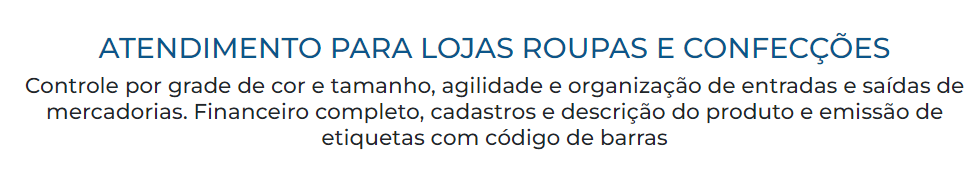 ATENDIMENTO PARA LOJAS ROUPAS E CONFECÇÕES
Controle por grade de cor e tamanho, agilidade e organização de entradas e saídas de
mercadorias. Financeiro completo, cadastros e descrição do produto e emissão de
etiquetas com código de barras